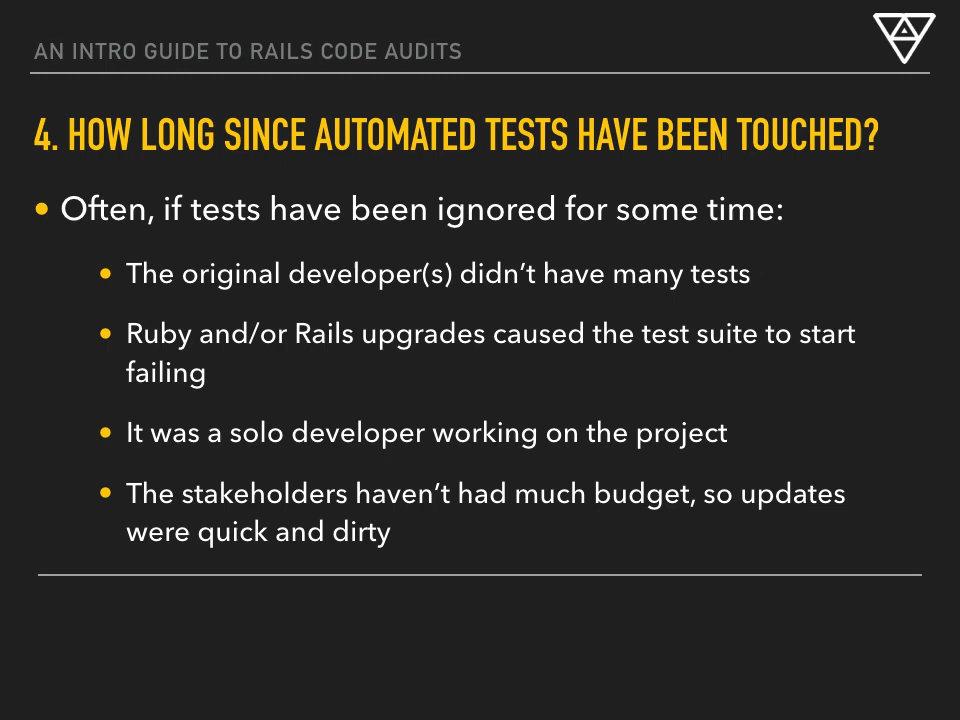 AN INTRO GUIDE TO RAILS CODE AUDITS
4. HOW LONG SINCE AUTOMATED TESTS HAVE BEEN TOUCHED?
• Often, if tests have been ignored for some time:
• The original developer(s) didn’t have many tests
• Ruby and/or Rails upgrades caused the test suite to start
failing
• It was a solo developer working on the project
• The stakeholders haven’t had much budget, so updates
were quick and dirty